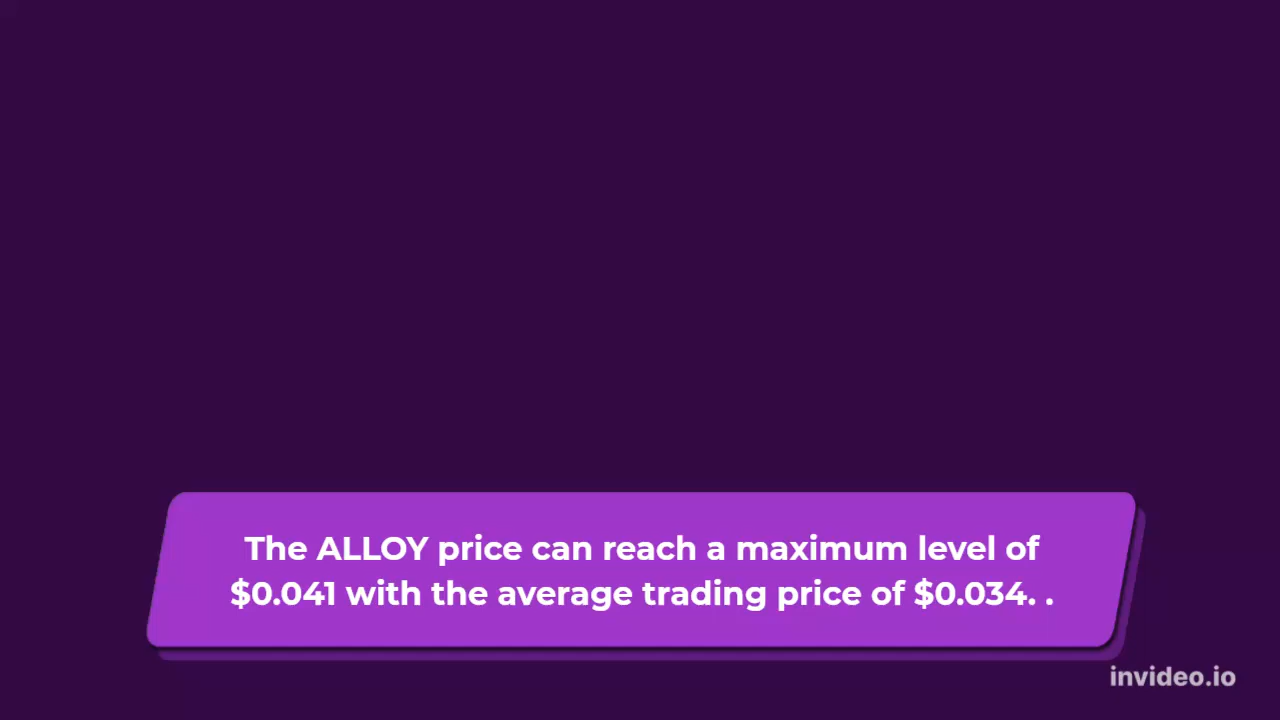 The ALLOY price can reach a maximum level of
$0.041 with the average trading price of $0.034. .
invideo.io